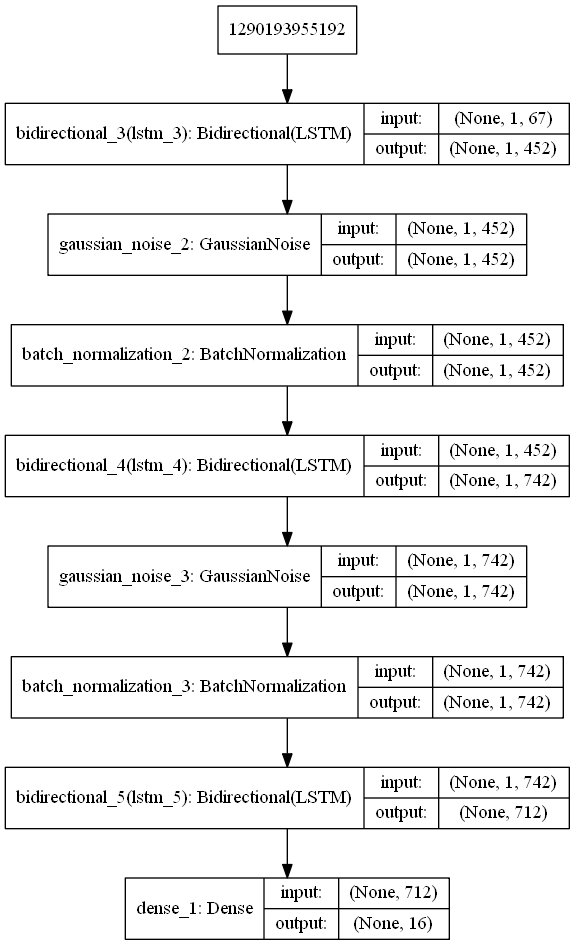 1290193955192
bidirectional_3(lstm_3): Bidirectional(LSTM)
input: (None, 1, 67)
output: (None, 1, 452)
gaussian_noise_2: GaussianNoise
input: (None, 1, 452)
output: (None, 1, 452)
batch_normalization_2: BatchNormalization
input: (None, 1, 452)
output: (None, 1, 452)
bidirectional_4(lstm_4): Bidirectional(LSTM)
input: (None, 1, 452)
output: (None, 1, 742)
gaussian_noise_3: GaussianNoise
input: (None, 1, 742)
output: (None, 1, 742)
batch_normalization_3: BatchNormalization
input: (None, 1, 742)
output: (None, 1, 742)
bidirectional_5(lstm_5): Bidirectional(LSTM)
input: (None, 1, 742)
output: (None, 712)
dense_1: Dense
input: (None, 712)
output: (None, 16)